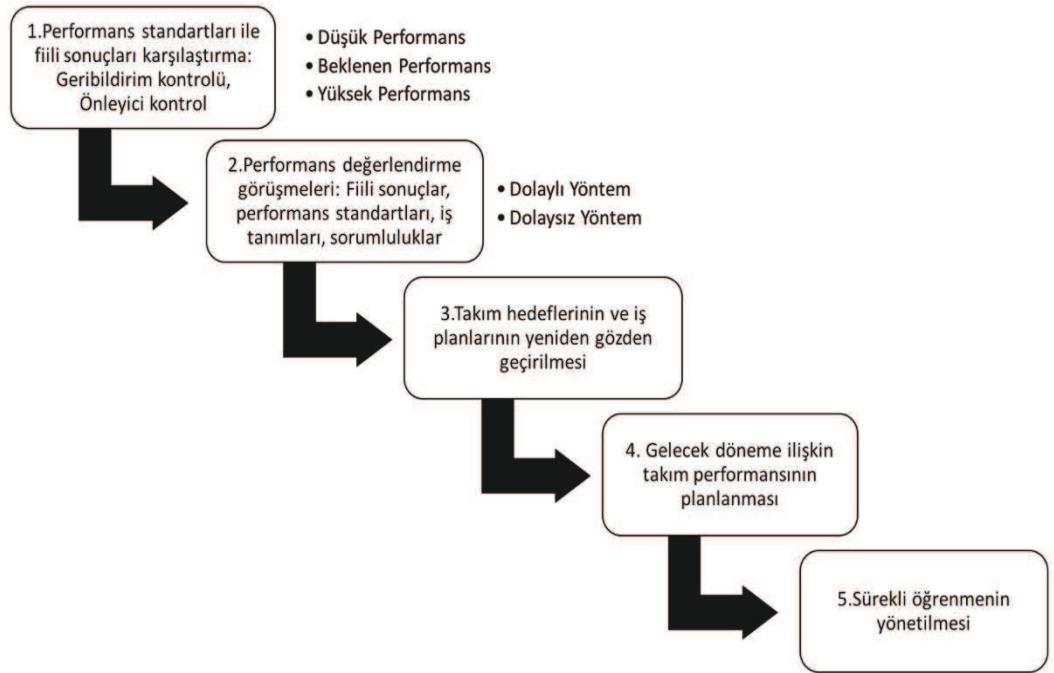 1.Performans standartları ile
fiili sonuçları karşılaştırma:
Geribildirim kontrolü,
Önleyici kontrol
• Düşük Performans
• Beklenen Performans
• Yüksek Performans
2.Performans değerlendirme
görüşmeleri: Fiili sonuçlar,
performans standartları, iş
tanımları, sorumluluklar
• Dolaylı Yöntem
• Dolaysız Yöntem
3.Takım hedeflerinin ve iş
planlarının yeniden gözden
geçirilmesi
4. Gelecek döneme ilişkin
takım performansının
planlanması
5.Sürekli öğrenmenin
yönetilmesi